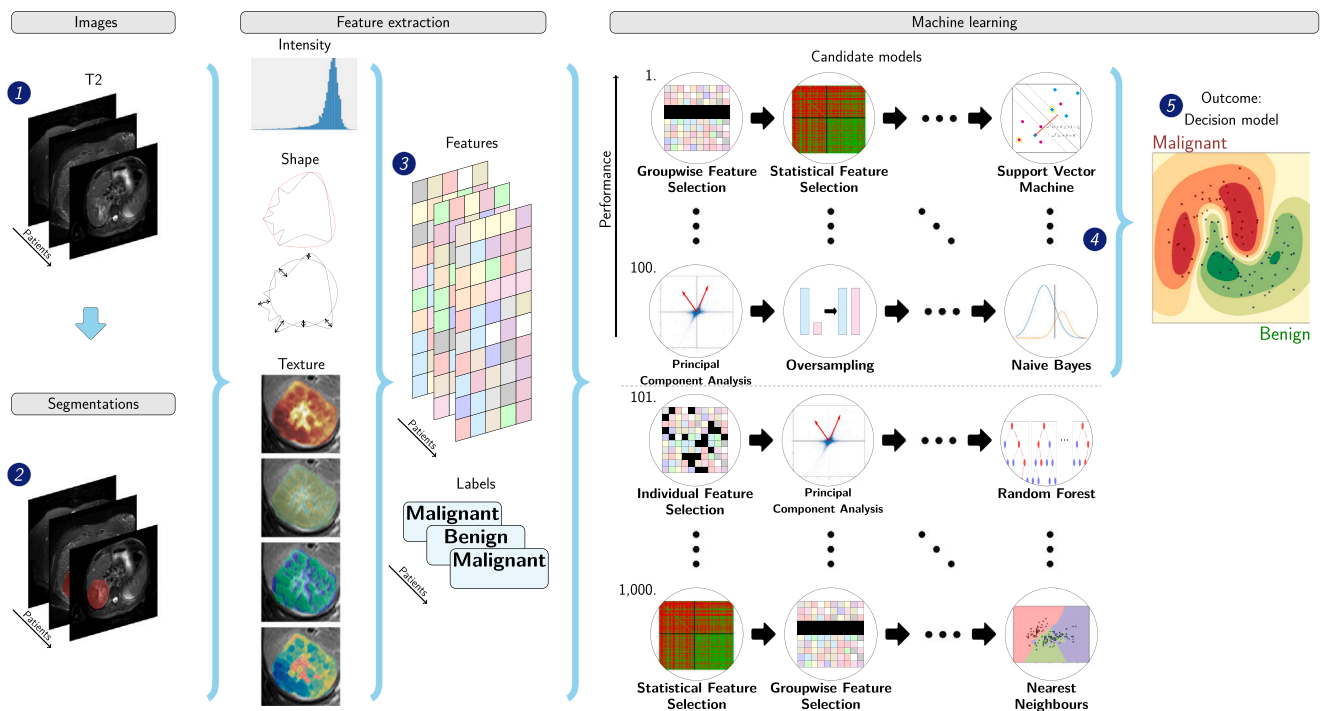 Images
Feature extraction
Machine learning
1
T2
Patients
Segmentations
2
Patients
Intensity
Shape
Texture
3
Features
Patients
Labels
Malignant
Benign
Malignant
Patients
Candidate models
Performance
1.
Groupwise Feature
Selection
Statistical Feature
Selection
Support Vector
Machine
100.
Principal
Component Analysis
Oversampling
Naive Bayes
4
101.
Individual Feature
Selection
Principal
Component Analysis
Random Forest
1,000.
Statistical Feature
Selection
Groupwise Feature
Selection
Nearest
Neighbours
5
Outcome:
Decision model
Malignant
Benign